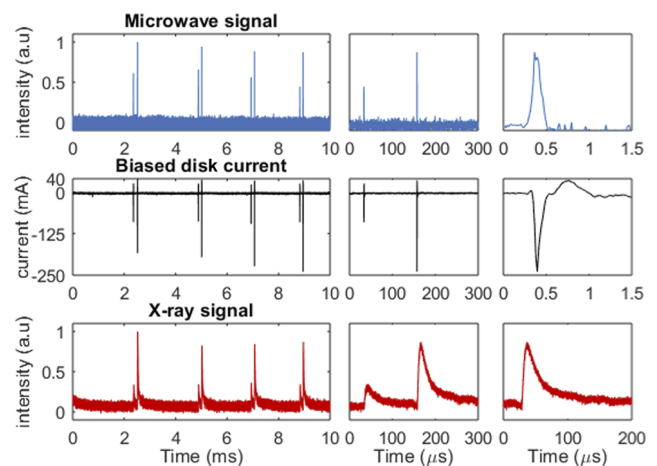 Microwave signal
intensity (a.u)
1
0.5
0
0 2 4 6 8 10
0 100 200 300
0 0.5 1 1.5
Biased disk current
current (mA)
40
0
-125
-250
0 2 4 6 8 10
0 100 200 300
0 0.5 1 1.5
X-ray signal
intensity (a.u)
1
0.5
0
0 2 4 6 8 10
0 100 200 300
0 100 200
Time (ms)
Time (μs)
Time (μs)